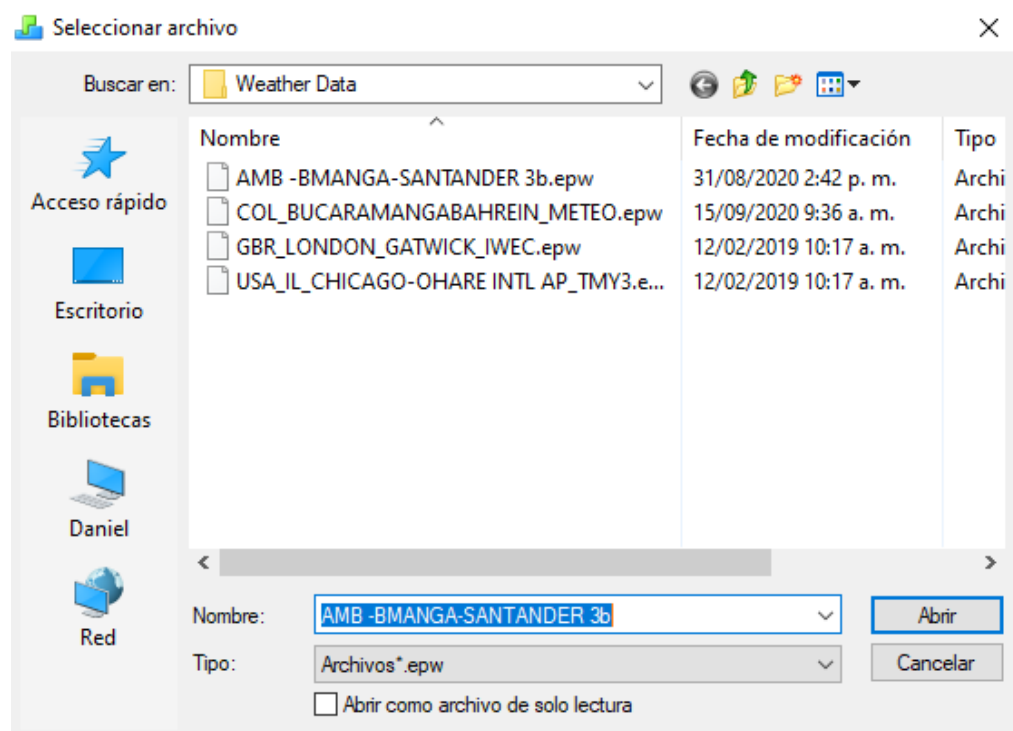 Seleccionar archivo
Buscar en: Weather Data
Nombre Fecha de modificación Tipo
AMB -BMANGA-SANTANDER 3b.epw 31/08/2020 2:42 p. m. Archi
COL_BUCARAMANGABAHREIN_METEO.epw 15/09/2020 9:36 a. m. Archi
GBR_LONDON_GATWICK_IWEC.epw 12/02/2019 10:17 a. m. Archi
USA_IL_CHICAGO-OHARE INTL AP_TMY3.e... 12/02/2019 10:17 a. m. Archi
Acceso rápido
Escritorio
Bibliotecas
Daniel
Red
Nombre: AMB -BMANGA-SANTANDER 3b Abrir
Tipo: Archivos*.epw Cancelar
Abrir como archivo de solo lectura